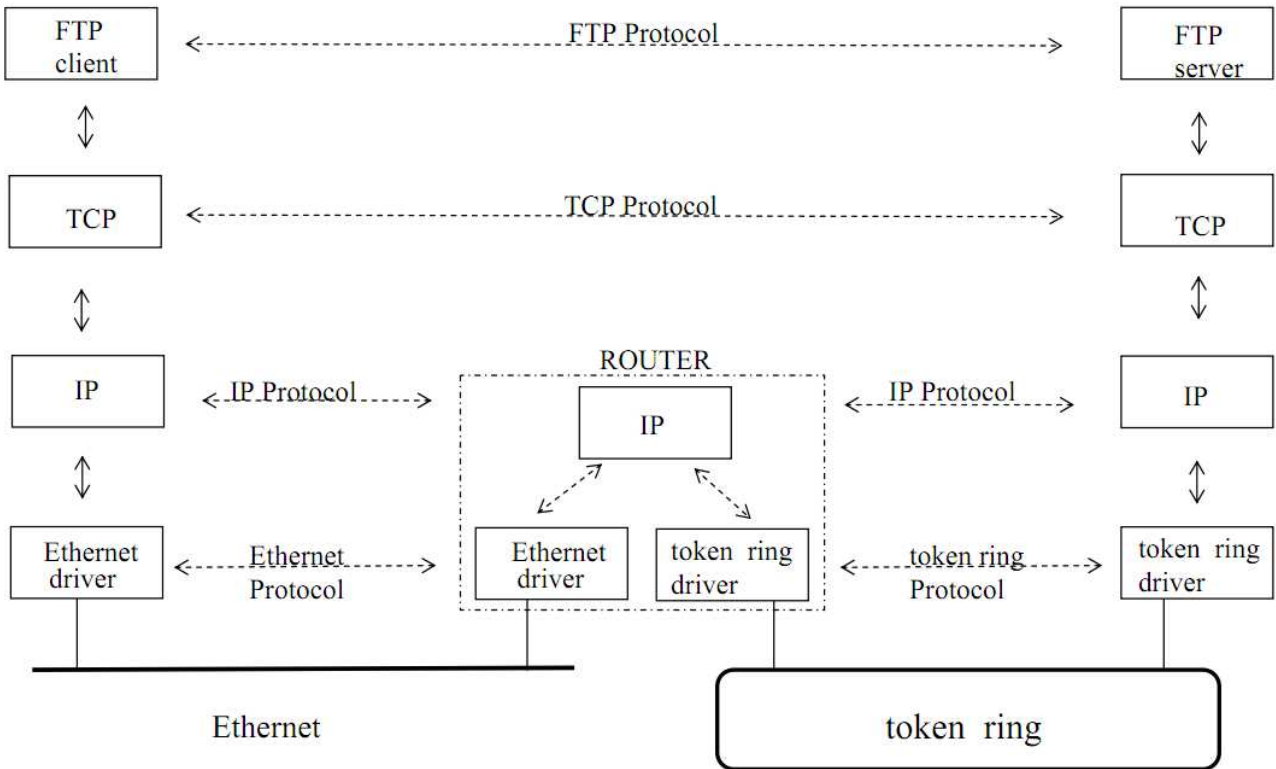 FTP
client
FTP Protocol
FTP
server
TCP
TCP Protocol
TCP
ROUTER
IP
IP Protocol
IP
IP Protocol
IP
Ethernet
driver
Ethernet
Protocol
Ethernet
driver
token ring
driver
token ring
Protocol
token ring
driver
Ethernet
token ring